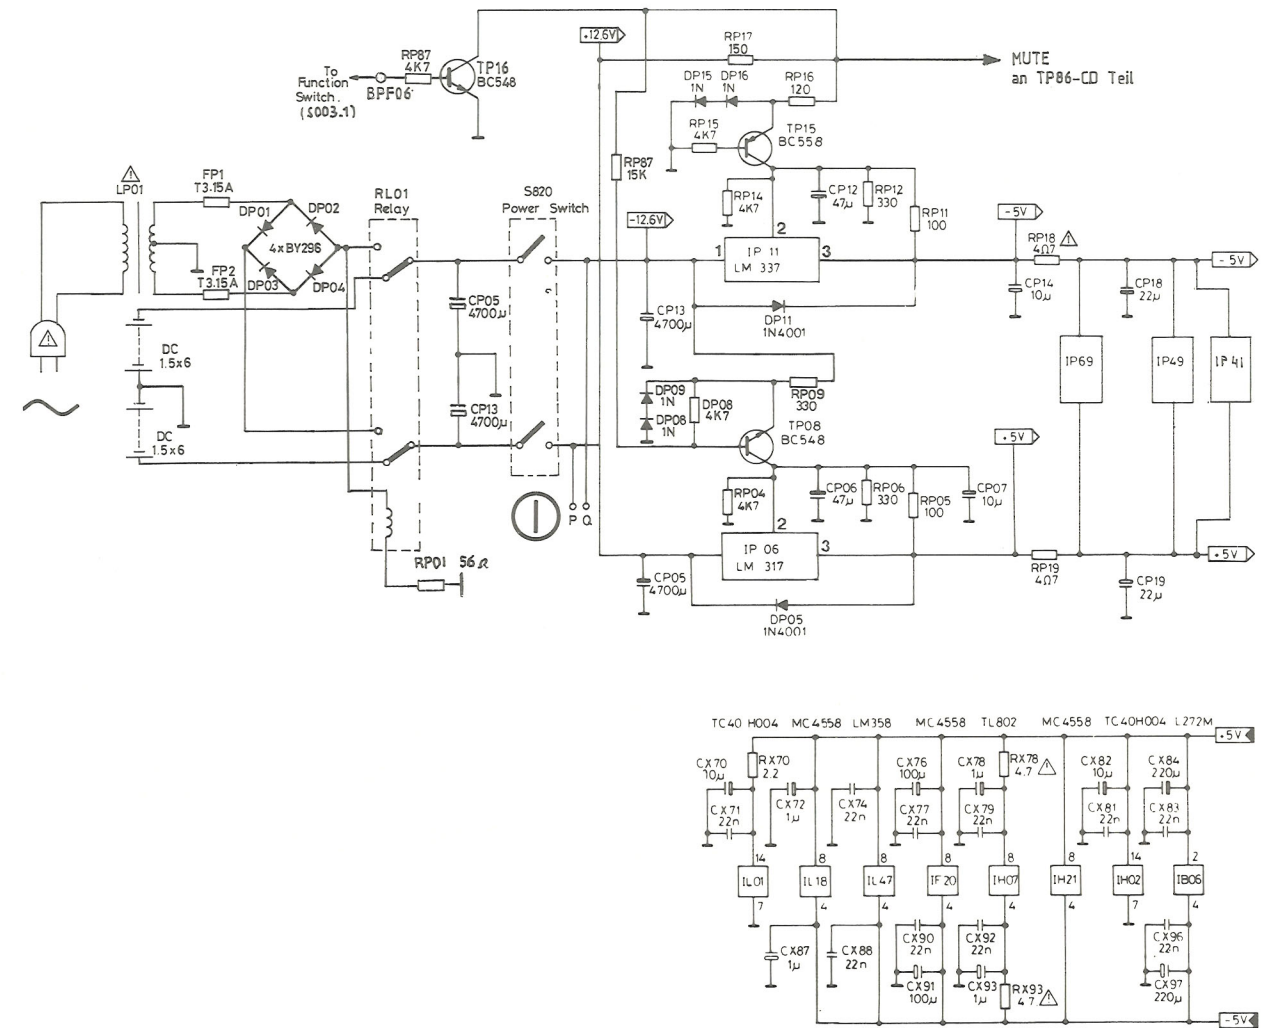 +12,6V
RP17
150
MUTE
an TP86-CD Teil
RP87
4K7
TP16
BC548
To
Function
Switch.
(S003-1)
BPF06
DP15
1N
DP16
1N
RP16
120
RP15
4K7
TP15
BC558
RP87
15K
LP01
FP1
T3.15A
RL01
Relay
S820
Power Switch
-12.6V
RP14
4K7
CP12
47µ
RP12
330
RP11
100
-5V
DP01
DP02
4xBY296
DP03
DP04
FP2
T3.15A
1
2
3
IP 11
LM 337
RP18
4Ω7
- 5V
CP05
4700µ
CP13
4700µ
DP11
1N4001
CP14
10µ
CP18
22µ
DC
1.5x6
IP69
IP49
IP41
DC
1.5x6
CP13
4700µ
DP09
1N
DP08
1N
DP08
4K7
RP09
330
TP08
BC548
+5V
RP04
4K7
CP06
47µ
RP06
330
RP05
100
CP07
10µ
P Q
2
3
IP 06
LM 317
+5V
RP01 56Ω
CP05
4700µ
RP19
4Ω7
CP19
22µ
DP05
1N4001
TC40 H004
MC4558
LM358
MC4558
TL802
MC4558
TC40H004
L272M
+5V
CX70
10µ
RX70
2.2
CX71
22n
CX72
1µ
CX74
22n
CX76
100µ
CX77
22n
CX78
1µ
CX79
22n
RX78
4.7
CX82
10µ
CX81
22n
CX84
220µ
CX83
22n
14
8
8
8
8
8
14
2
IL01
IL18
IL47
IF20
IH07
IH21
IH02
IB06
7
4
4
4
4
4
7
4
CX87
1µ
CX88
22n
CX90
22n
CX91
100µ
CX92
22n
CX93
1µ
RX93
4.7
CX96
22n
CX97
220µ
-5V